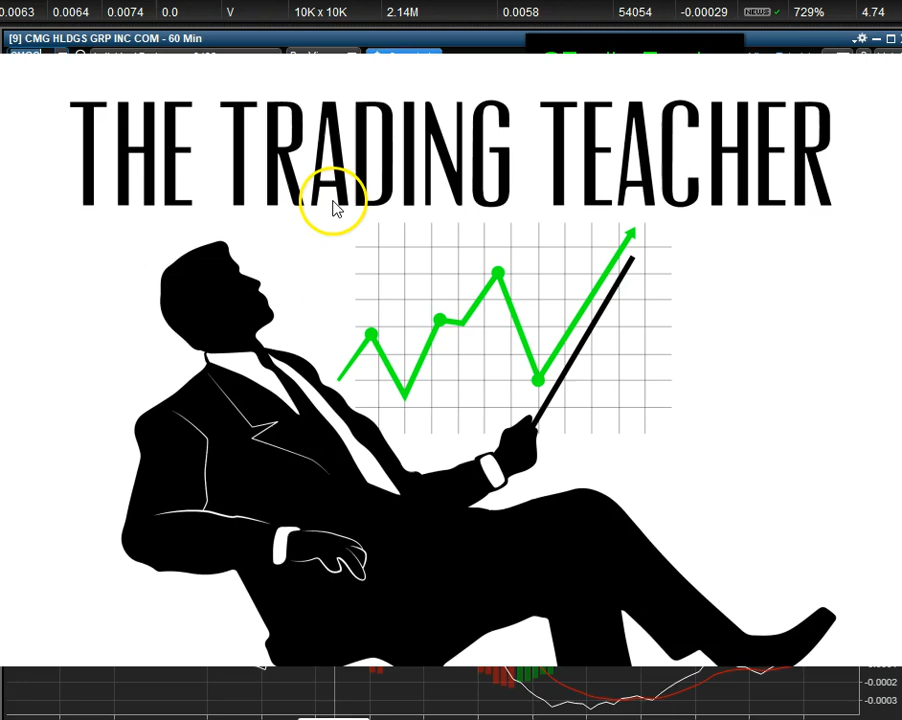 0.0063 0.0064 0.0074 0.0 V 10K x 10K 2.14M 0.0058 54054 -0.00029 NEWS 729% 4.74
[9] CMG HLDGS GRP INC COM - 60 Min
THE TRADING TEACHER
-0.0002
-0.0003